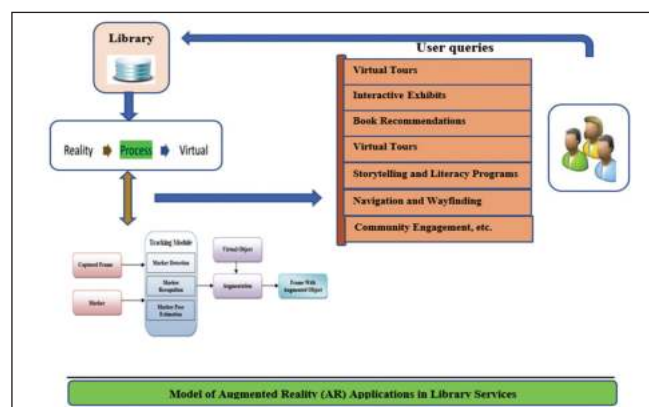 Library
User queries
Virtual Tours
Interactive Exhibits
Book Recommendations
Virtual Tours
Storytelling and Literacy Programs
Navigation and Wayfinding
Community Engagement, etc.
Reality Process Virtual
Tracking Module
Captured Frame
Marker Detection
Marker
Marker
Recognition
Marker Pose
Estimation
Virtual Object
Augmentation
Frame With
Augmented Object
Model of Augmented Reality (AR) Applications in Library Services